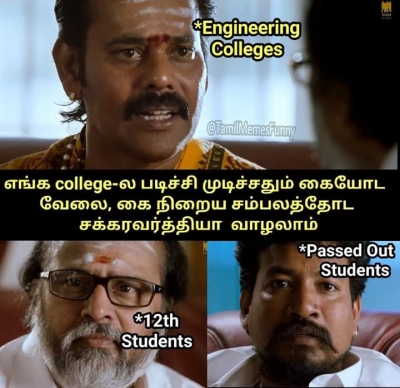 *Engineering
Colleges
@TamilMemesFunny
எங்க college-ல படிச்சி முடிச்சதும் கையோட
வேலை, கை நிறைய சம்பலத்தோட
சக்கரவர்த்தியா வாழலாம்
*Passed Out
Students
*12th
Students